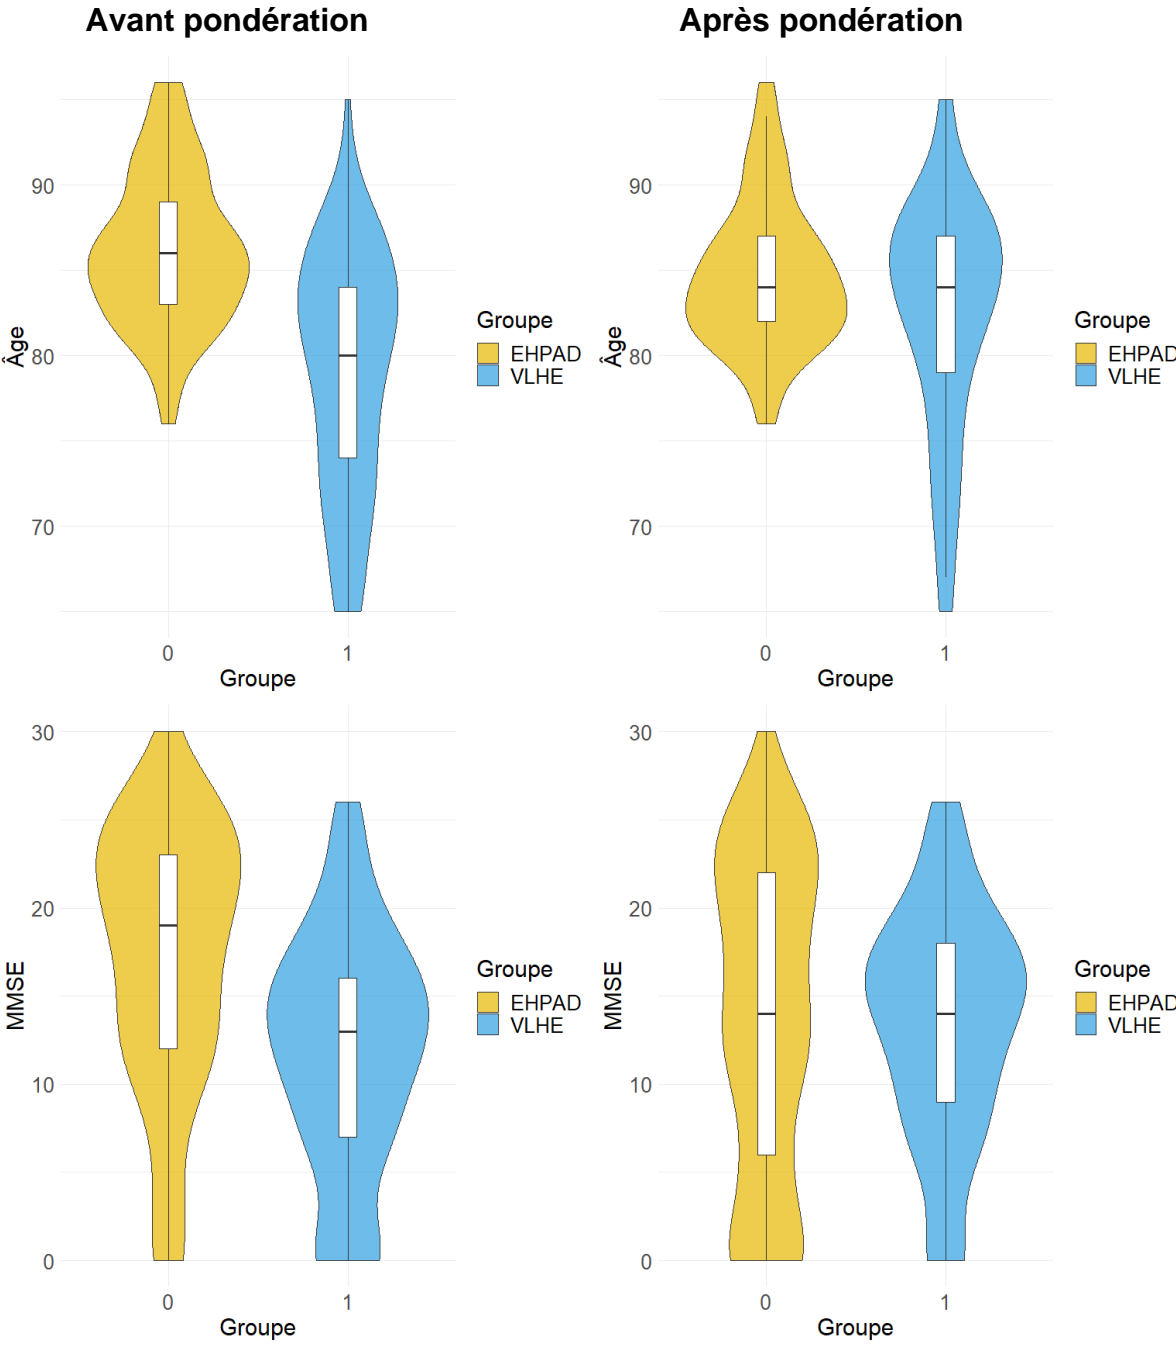 Avant pondération
Après pondération
Âge
90
80
70
0
1
Groupe
Groupe
EHPAD
VLHE
Âge
90
80
70
0
1
Groupe
Groupe
EHPAD
VLHE
MMSE
30
20
10
0
0
1
Groupe
Groupe
EHPAD
VLHE
MMSE
30
20
10
0
0
1
Groupe
Groupe
EHPAD
VLHE